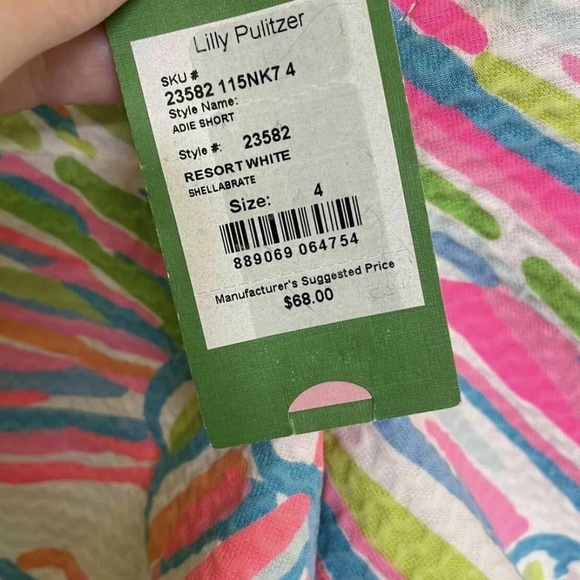 Lilly Pulitzer
SKU #
23582 115NK7 4
Style Name:
ADIE SHORT
Style #: 23582
RESORT WHITE
SHELLABRATE
Size: 4
889069 064754
Manufacturer's Suggested Price
$68.00